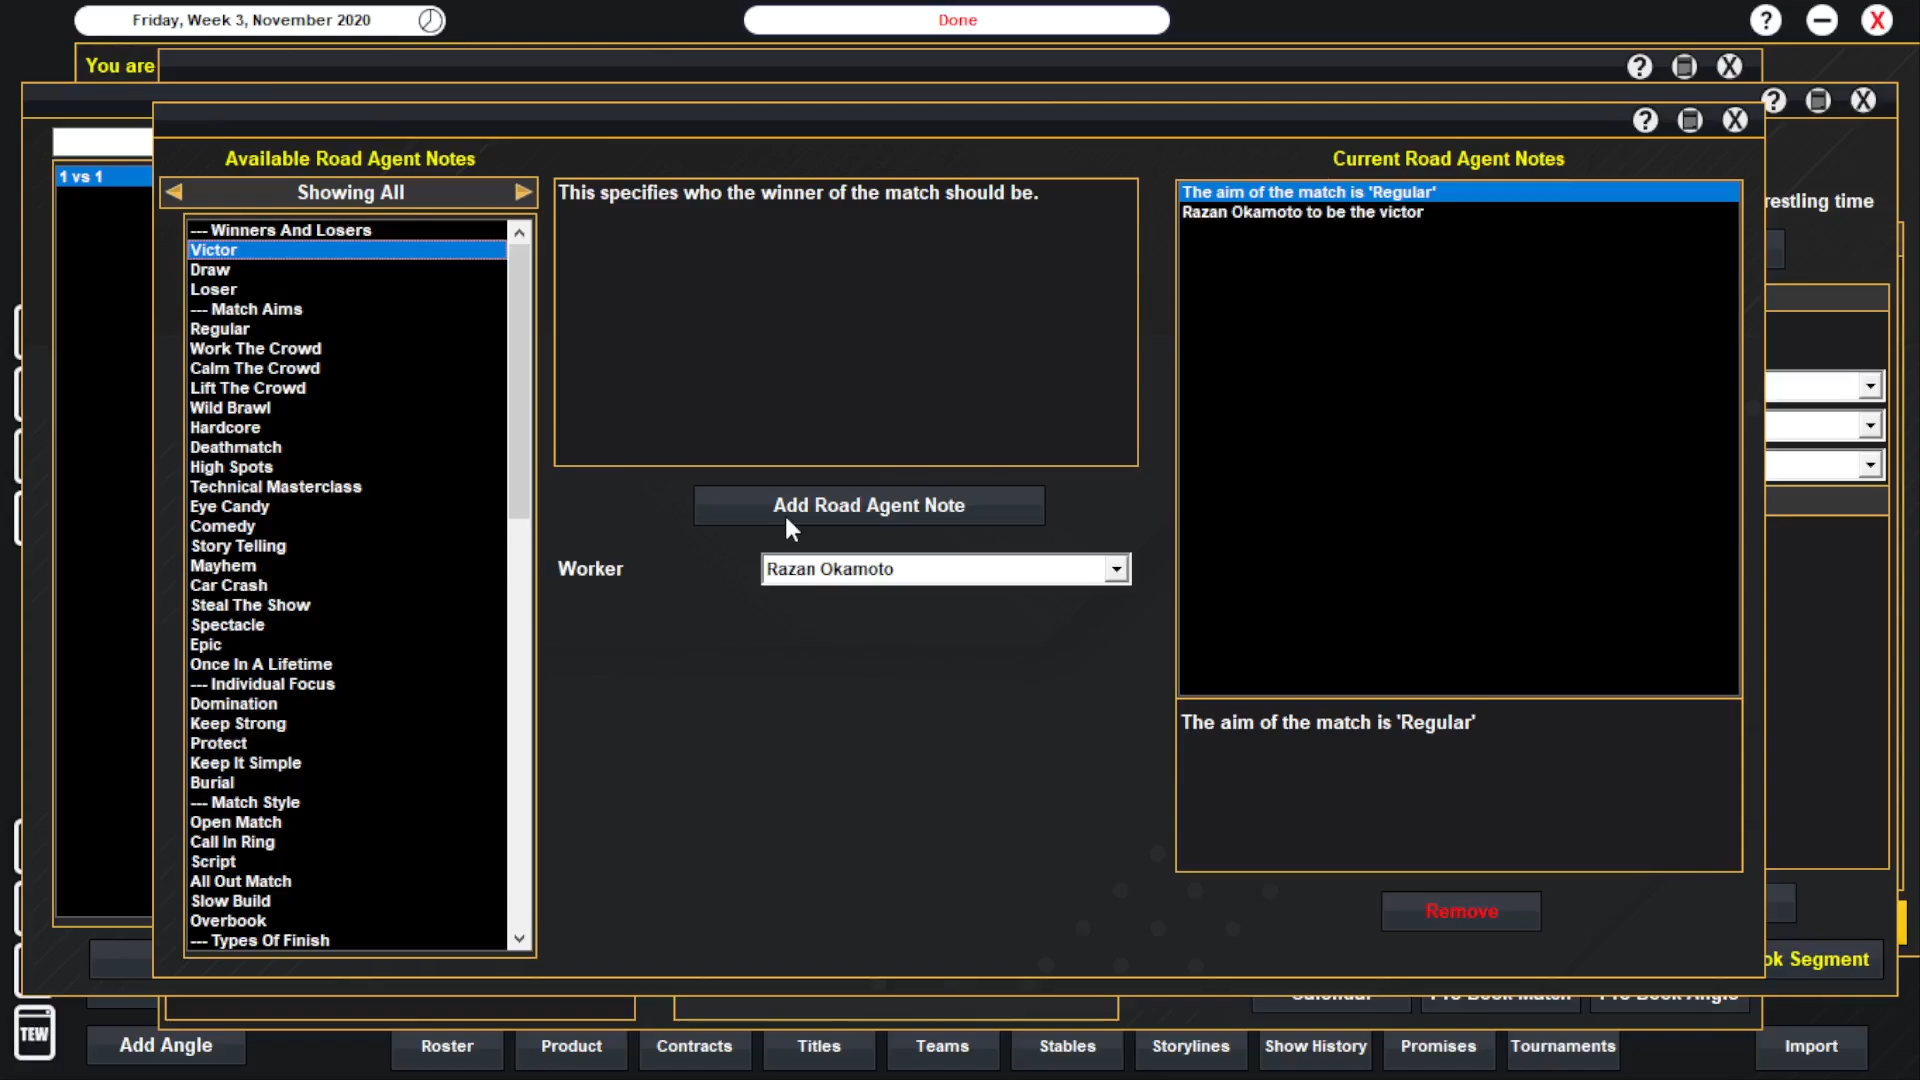 Friday, Week 3, November 2020
Done
?
X
You are
?
X
?
X
?
X
Available Road Agent Notes
Current Road Agent Notes
1 vs 1
Showing All
This specifies who the winner of the match should be.
The aim of the match is 'Regular'
Razan Okamoto to be the victor
restling time
--- Winners And Losers
Victor
Draw
Loser
--- Match Aims
Regular
Work The Crowd
Calm The Crowd
Lift The Crowd
Wild Brawl
Hardcore
Deathmatch
High Spots
Technical Masterclass
Eye Candy
Comedy
Story Telling
Mayhem
Car Crash
Steal The Show
Spectacle
Epic
Once In A Lifetime
--- Individual Focus
Domination
Keep Strong
Protect
Keep It Simple
Burial
--- Match Style
Open Match
Call In Ring
Script
All Out Match
Slow Build
Overbook
--- Types Of Finish
Add Road Agent Note
Worker
Razan Okamoto
The aim of the match is 'Regular'
Remove
ok Segment
Calendar
Pre Book Match
Pre Book Angle
TEW
Add Angle
Roster
Product
Contracts
Titles
Teams
Stables
Storylines
Show History
Promises
Tournaments
Import